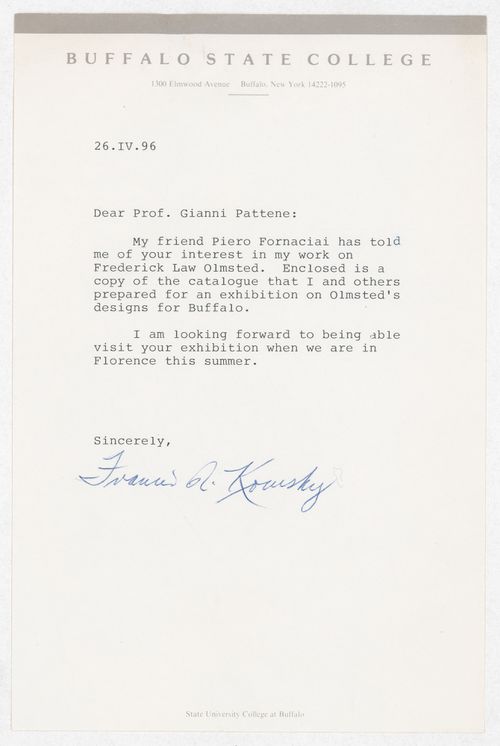 BUFFALO STATE COLLEGE
1300 Elmwood Avenue Buffalo, New York 14222-1095
26.IV.96
Dear Prof. Gianni Pattene:
My friend Piero Fornaciai has told
me of your interest in my work on
Frederick Law Olmsted. Enclosed is a
copy of the catalogue that I and others
prepared for an exhibition on Olmsted's
designs for Buffalo.
I am looking forward to being able
visit your exhibition when we are in
Florence this summer.
Sincerely,
Francis R. Kowsky
State University College at Buffalo